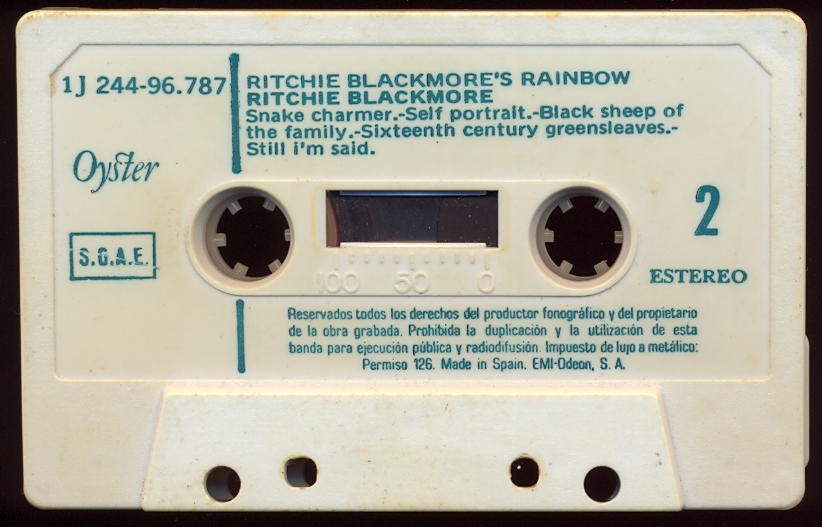 1J 244-96.787
RITCHIE BLACKMORE'S RAINBOW
RITCHIE BLACKMORE
Snake charmer.-Self portrait.-Black sheep of
the family.-Sixteenth century greensleaves.-
Still i'm said.
Oyster
S.G.A.E.
2
ESTEREO
100 50 0
Reservados todos los derechos del productor fonográfico y del propietario
de la obra grabada. Prohibida la duplicación y la utilización de esta
banda para ejecución pública y radiodifusión. Impuesto de lujo a metálico:
Permiso 126. Made in Spain. EMI-Odeon, S. A.